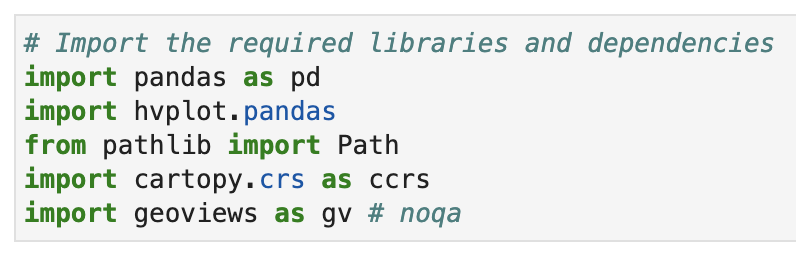 # Import the required libraries and dependencies
import pandas as pd
import hvplot.pandas
from pathlib import Path
import cartopy.crs as ccrs
import geoviews as gv # noqa